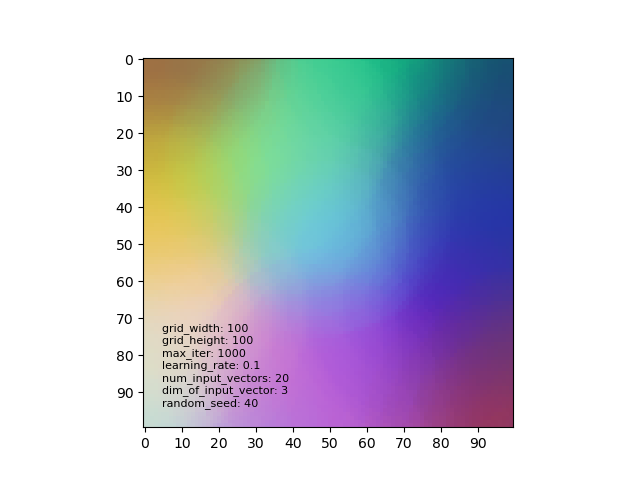 0
10
20
30
40
50
60
70
80
90
grid_width: 100
grid_height: 100
max_iter: 1000
learning_rate: 0.1
num_input_vectors: 20
dim_of_input_vector: 3
random_seed: 40
0 10 20 30 40 50 60 70 80 90